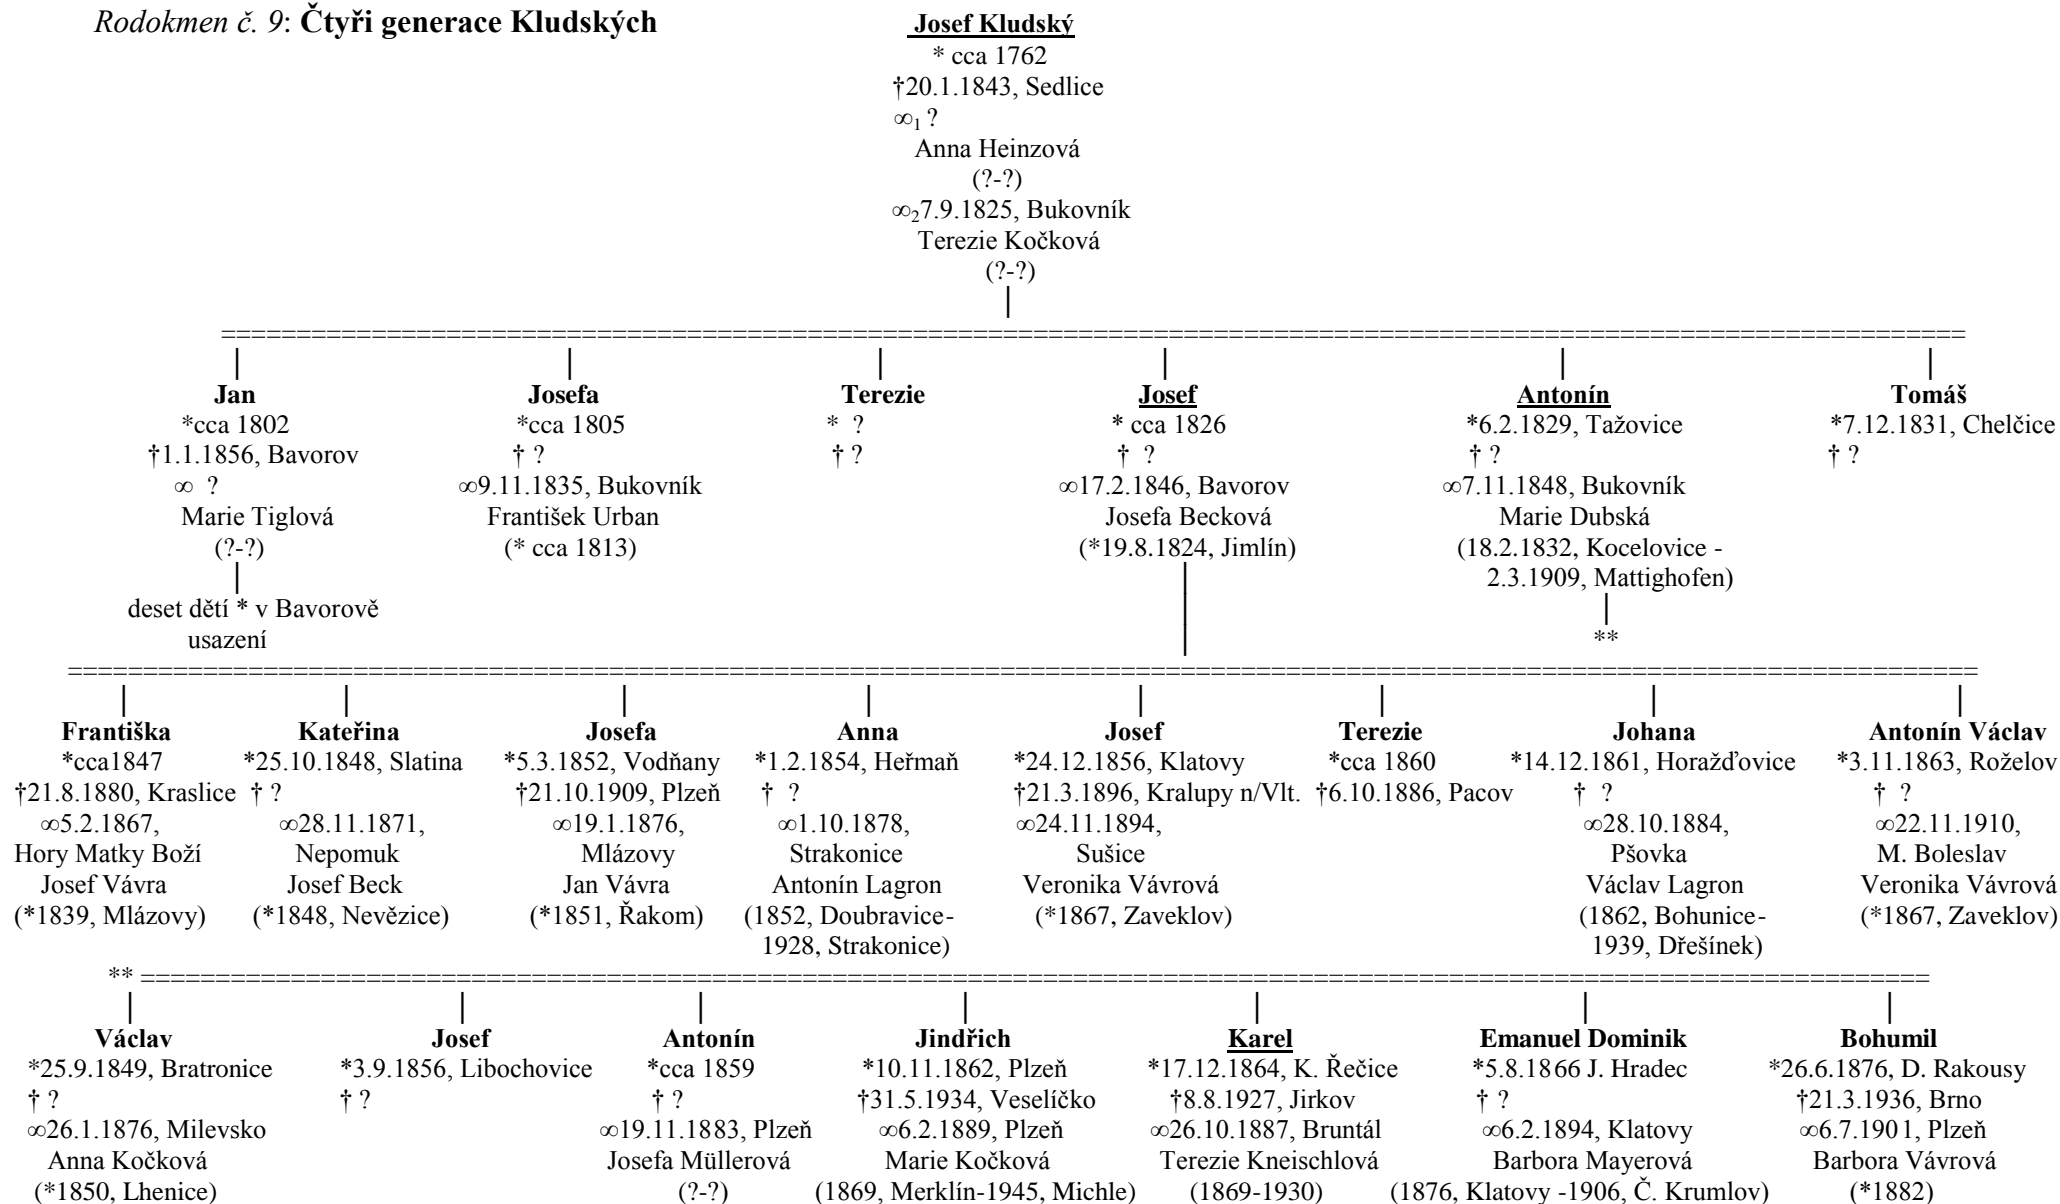 Rodokmen č. 9: Čtyři generace Kludských
Josef Kludský
* cca 1762
†20.1.1843, Sedlice
∞1 ?
Anna Heinzová
(?-?)
∞27.9.1825, Bukovník
Terezie Kočková
(?-?)
Jan
*cca 1802
†1.1.1856, Bavorov
∞ ?
Marie Tiglová
(?-?)
deset dětí * v Bavorově
usazení
Josefa
*cca 1805
† ?
∞9.11.1835, Bukovník
František Urban
(* cca 1813)
Terezie
* ?
† ?
Josef
* cca 1826
† ?
∞17.2.1846, Bavorov
Josefa Becková
(*19.8.1824, Jimlín)
Antonín
*6.2.1829, Tažovice
† ?
∞7.11.1848, Bukovník
Marie Dubská
(18.2.1832, Kocelovice -
2.3.1909, Mattighofen)
**
Tomáš
*7.12.1831, Chelčice
† ?
Františka
*cca1847
†21.8.1880, Kraslice
∞5.2.1867,
Hory Matky Boží
Josef Vávra
(*1839, Mlázovy)
Kateřina
*25.10.1848, Slatina
† ?
∞28.11.1871,
Nepomuk
Josef Beck
(*1848, Nevězice)
Josefa
*5.3.1852, Vodňany
†21.10.1909, Plzeň
∞19.1.1876,
Mlázovy
Jan Vávra
(*1851, Řakom)
Anna
*1.2.1854, Heřmaň
† ?
∞1.10.1878,
Strakonice
Antonín Lagron
(1852, Doubravice-
1928, Strakonice)
Josef
*24.12.1856, Klatovy
†21.3.1896, Kralupy n/Vlt.
∞24.11.1894,
Sušice
Veronika Vávrová
(*1867, Zaveklov)
Terezie
*cca 1860
†6.10.1886, Pacov
Johana
*14.12.1861, Horažďovice
† ?
∞28.10.1884,
Pšovka
Václav Lagron
(1862, Bohunice-
1939, Dřešínek)
Antonín Václav
*3.11.1863, Roželov
† ?
∞22.11.1910,
M. Boleslav
Veronika Vávrová
(*1867, Zaveklov)
**
Václav
*25.9.1849, Bratronice
† ?
∞26.1.1876, Milevsko
Anna Kočková
(*1850, Lhenice)
Josef
*3.9.1856, Libochovice
† ?
Antonín
*cca 1859
† ?
∞19.11.1883, Plzeň
Josefa Müllerová
(?-?)
Jindřich
*10.11.1862, Plzeň
†31.5.1934, Veselíčko
∞6.2.1889, Plzeň
Marie Kočková
(1869, Merklín-1945, Michle)
Karel
*17.12.1864, K. Řečice
†8.8.1927, Jirkov
∞26.10.1887, Bruntál
Terezie Kneischlová
(1869-1930)
Emanuel Dominik
*5.8.1866 J. Hradec
† ?
∞6.2.1894, Klatovy
Barbora Mayerová
(1876, Klatovy -1906, Č. Krumlov)
Bohumil
*26.6.1876, D. Rakousy
†21.3.1936, Brno
∞6.7.1901, Plzeň
Barbora Vávrová
(*1882)